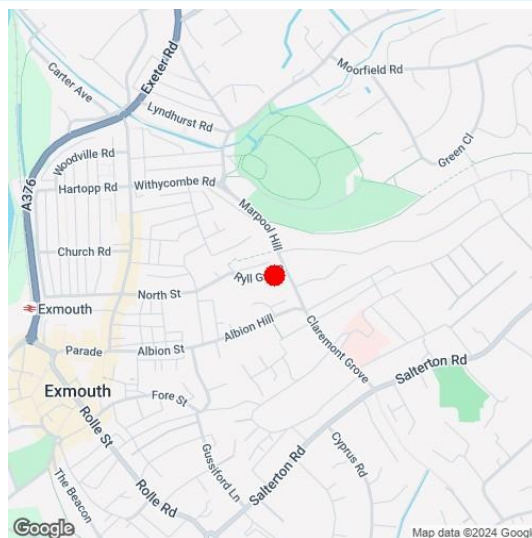 Carter Ave
Exeter Rd
Moorfield Rd
Lyndhurst Rd
Woodville Rd
Green Cl
A376
Hartopp Rd
Withycombe Rd
Marpool Hill
Church Rd
Ryll G
North St
Exmouth
Albion Hill
Claremont Grove
Parade
Albion St
Salterton Rd
Exmouth
Fore St
Rolle St
Gussiford Ln
Salterton Rd
Cyprus Rd
The Beacon
Rolle Rd
Google
Map data ©2024 Google